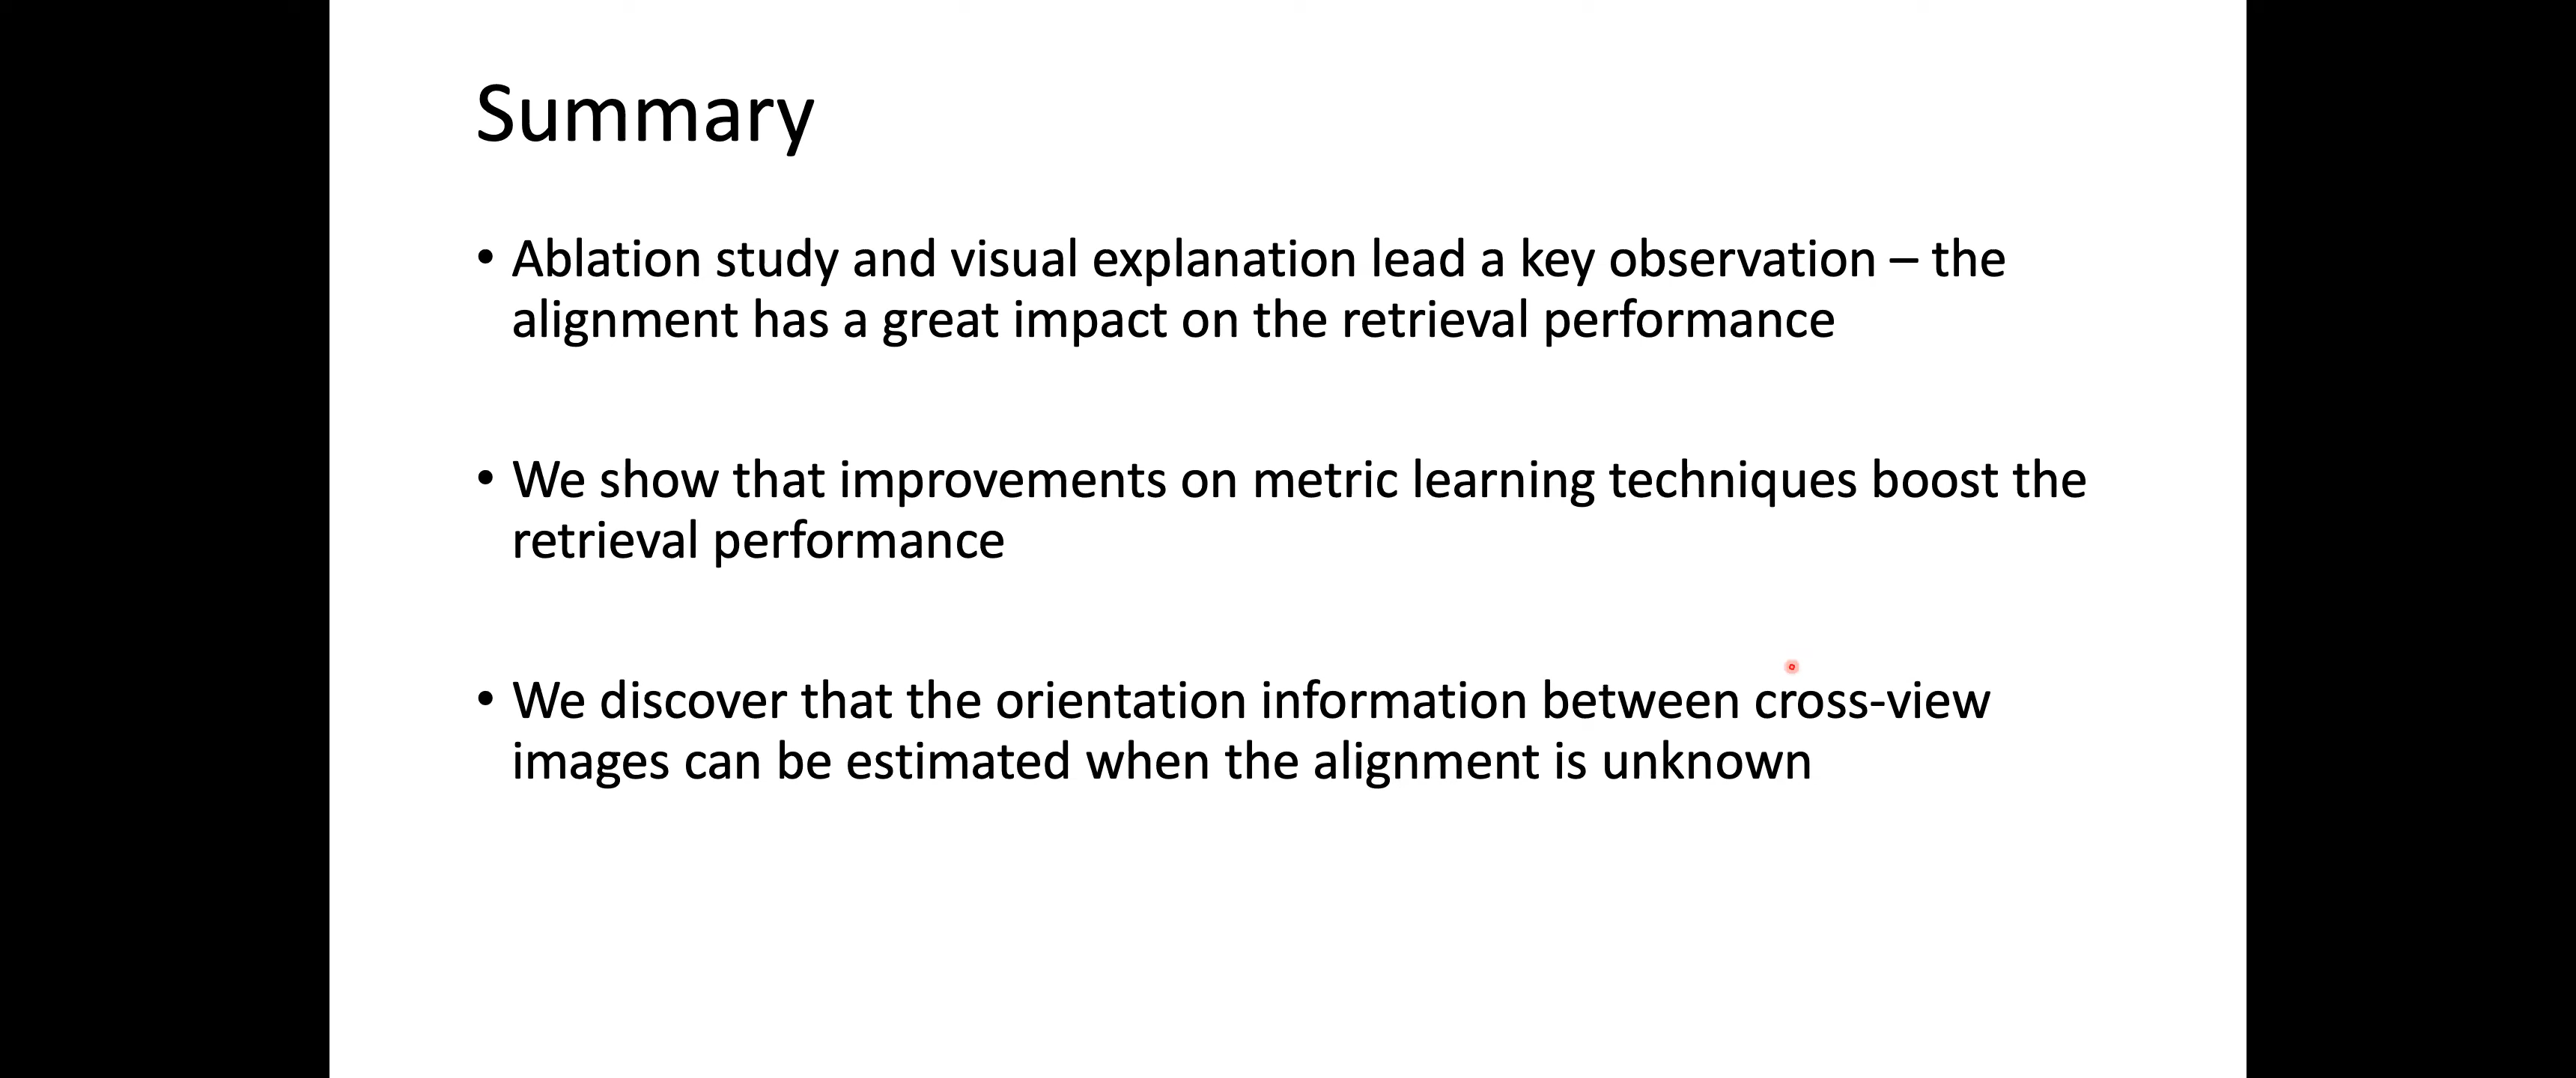 Summary
• Ablation study and visual explanation lead a key observation – the
alignment has a great impact on the retrieval performance
• We show that improvements on metric learning techniques boost the
retrieval performance
• We discover that the orientation information between cross-view
images can be estimated when the alignment is unknown